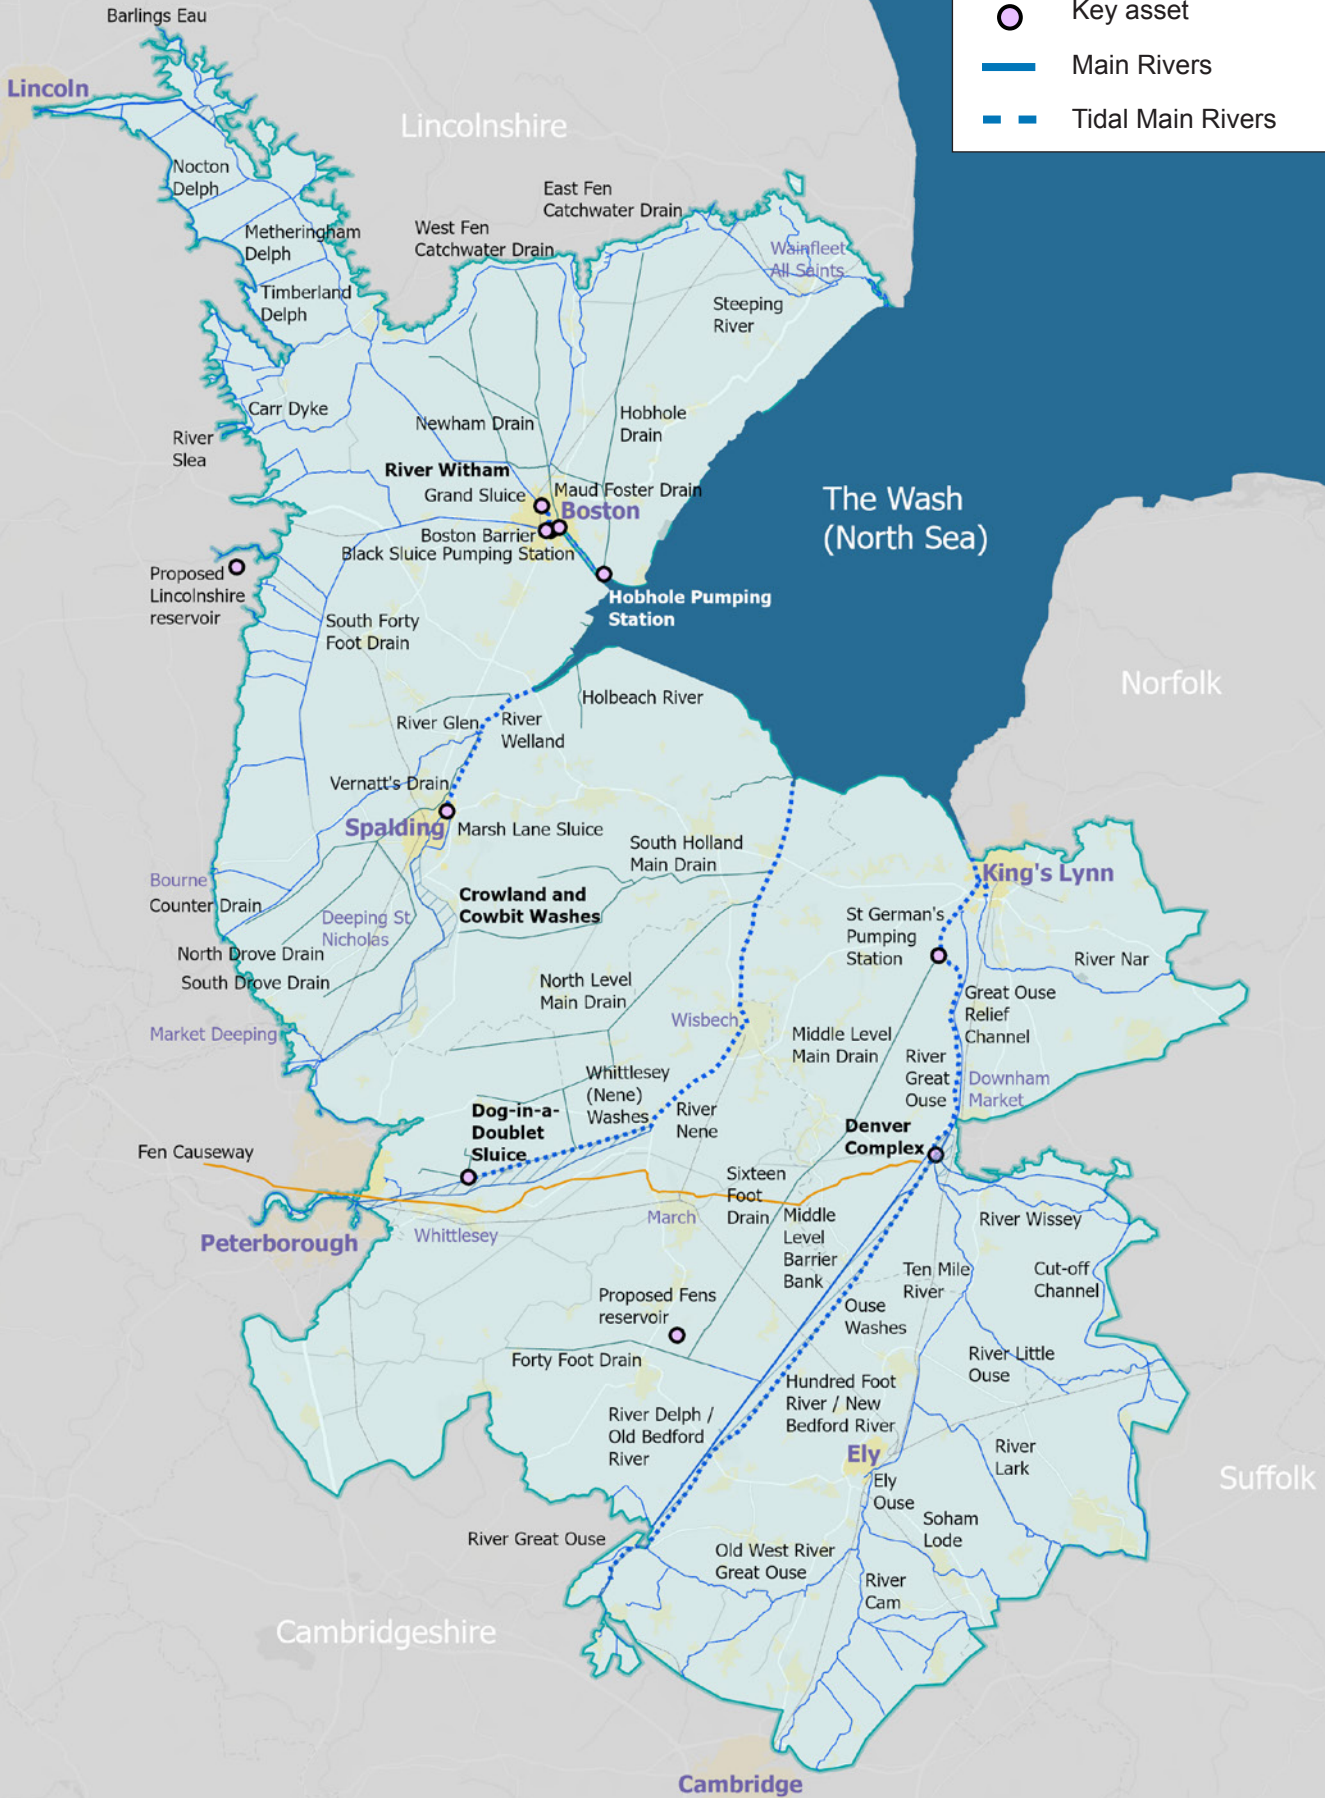 Key asset
Main Rivers
Tidal Main Rivers
Barlings Eau
Lincoln
Lincolnshire
Nocton
Delph
East Fen
Catchwater Drain
West Fen
Catchwater Drain
Metheringham
Delph
Wainfleet
All Saints
Timberland
Delph
Steeping
River
Carr Dyke
Newham Drain
Hobhole
Drain
River
Slea
River Witham
Grand Sluice
Maud Foster Drain
Boston
The Wash
(North Sea)
Boston Barrier
Black Sluice Pumping Station
Proposed
Lincolnshire
reservoir
Hobhole Pumping
Station
South Forty
Foot Drain
Norfolk
Holbeach River
River Glen
River
Welland
Vernatt's Drain
Spalding
Marsh Lane Sluice
South Holland
Main Drain
King's Lynn
Bourne
Counter Drain
Crowland and
Cowbit Washes
Deeping St
Nicholas
St German's
Pumping
Station
North Drove Drain
South Drove Drain
River Nar
North Level
Main Drain
Great Ouse
Relief
Channel
Market Deeping
Wisbech
Middle Level
Main Drain
River
Great
Ouse
Whittlesey
(Nene)
Washes
Downham
Market
Dog-in-a-
Doublet
Sluice
River
Nene
Denver
Complex
Fen Causeway
Sixteen
Foot
Drain
Peterborough
Whittlesey
March
Middle
Level
Barrier
Bank
River Wissey
Ten Mile
River
Cut-off
Channel
Proposed Fens
reservoir
Ouse
Washes
Forty Foot Drain
River Little
Ouse
Hundred Foot
River / New
Bedford River
River Delph /
Old Bedford
River
Ely
River
Lark
Suffolk
Ely
Ouse
Soham
Lode
River Great Ouse
Old West River
Great Ouse
River
Cam
Cambridgeshire
Cambridge